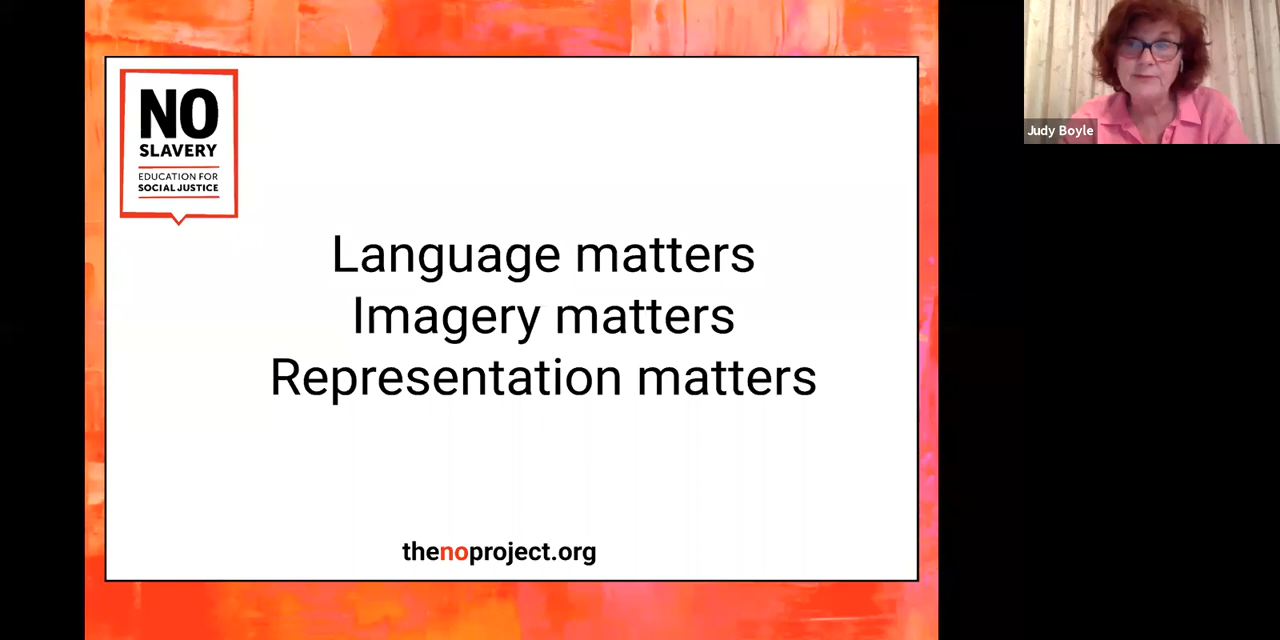 NO
SLAVERY
EDUCATION FOR
SOCIAL JUSTICE
Language matters
Imagery matters
Representation matters
thenoproject.org
Judy Boyle